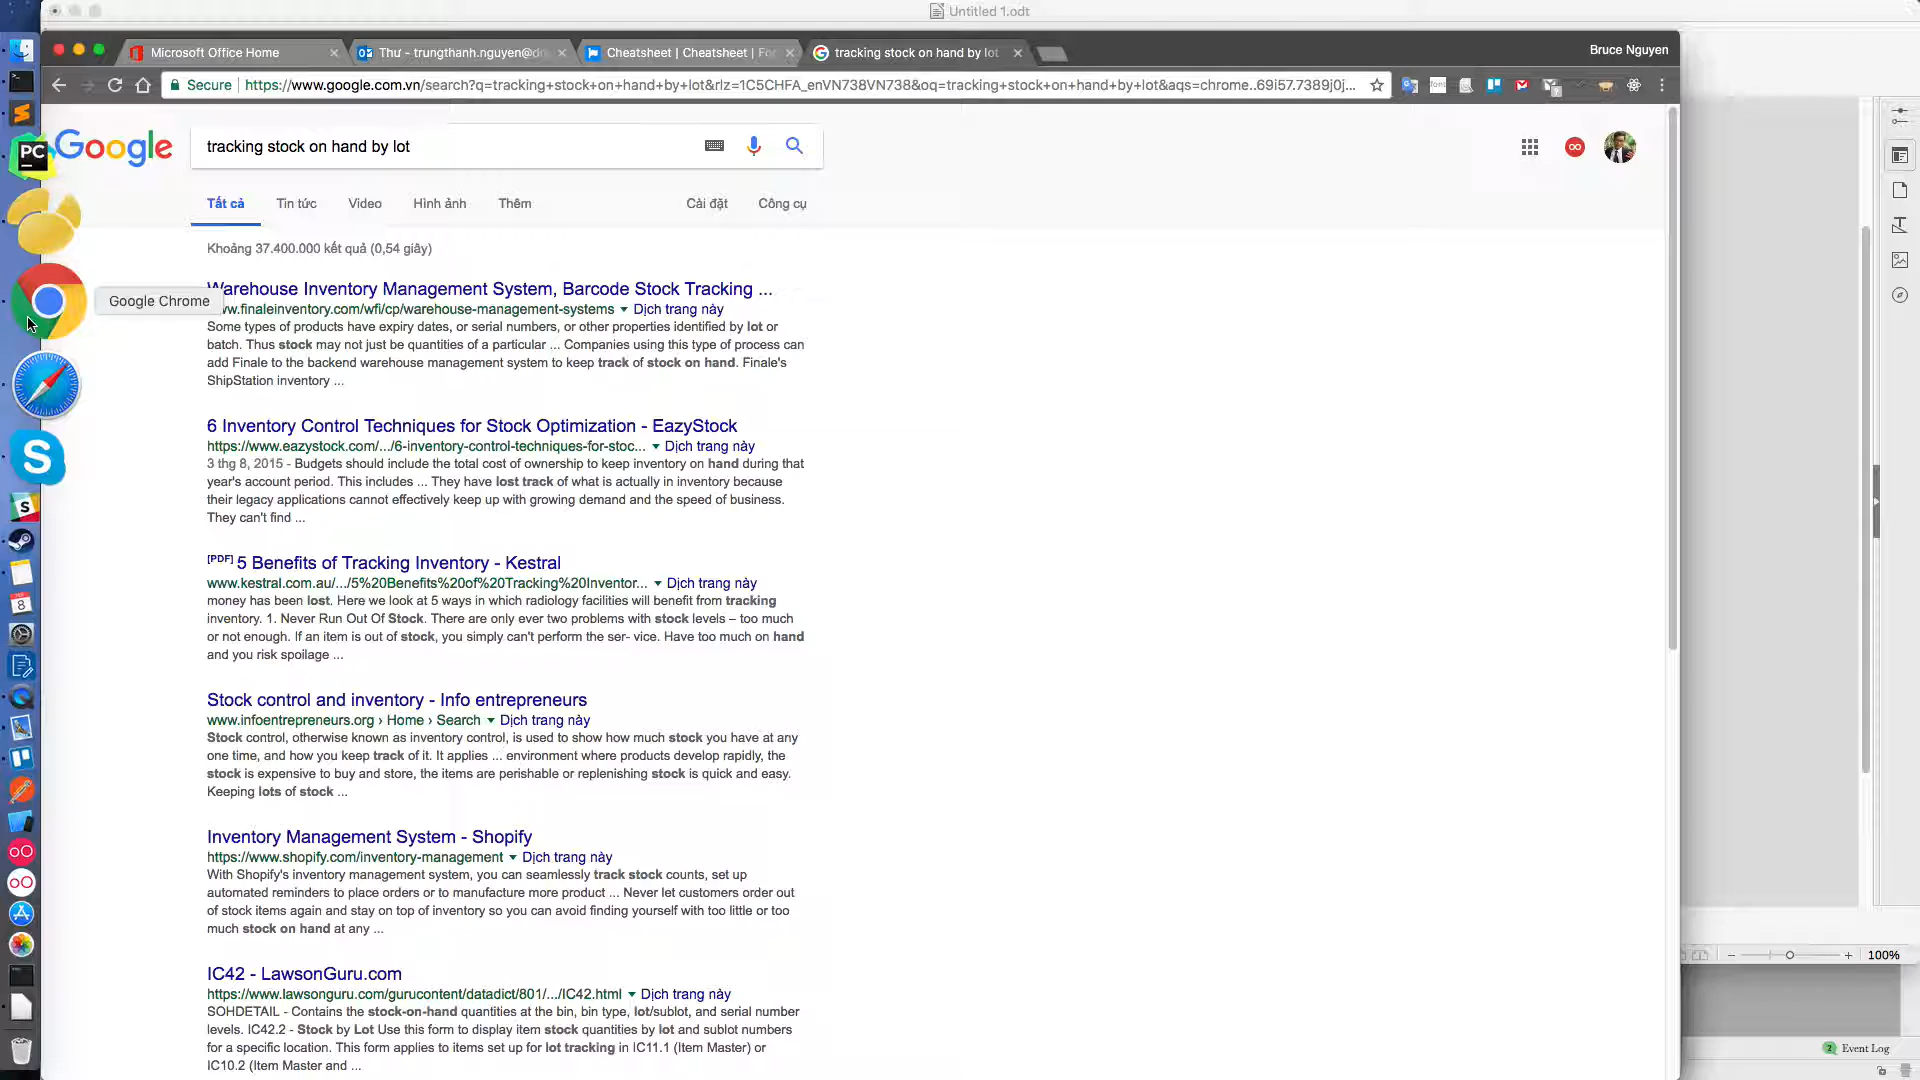 Untitled 1.odt
Microsoft Office Home
Thư - trungthanh.nguyen@d
Cheatsheet | Cheatsheet | Fo
tracking stock on hand by lot
Bruce Nguyen
Secure
https://www.google.com.vn/search?q=tracking+stock+on+hand+by+lot&rlz=1C5CHFA_enVN738VN738&oq=tracking+stock+on+hand+by+lot&aqs=chrome..69i57.7389j0j...
Google
tracking stock on hand by lot
Tất cả
Tin tức
Video
Hình ảnh
Thêm
Cài đặt
Công cụ
Khoảng 37.400.000 kết quả (0,54 giây)
Google Chrome
Warehouse Inventory Management System, Barcode Stock Tracking ...
w.finaleinventory.com/wfi/cp/warehouse-management-systems Dịch trang này
Some types of products have expiry dates, or serial numbers, or other properties identified by lot or
batch. Thus stock may not just be quantities of a particular ... Companies using this type of process can
add Finale to the backend warehouse management system to keep track of stock on hand. Finale's
ShipStation inventory ...
6 Inventory Control Techniques for Stock Optimization - EazyStock
https://www.eazystock.com/.../6-inventory-control-techniques-for-stoc... Dịch trang này
3 thg 8, 2015 - Budgets should include the total cost of ownership to keep inventory on hand during that
year's account period. This includes ... They have lost track of what is actually in inventory because
their legacy applications cannot effectively keep up with growing demand and the speed of business.
They can't find ...
[PDF] 5 Benefits of Tracking Inventory - Kestral
www.kestral.com.au/.../5%20Benefits%20of%20Tracking%20Inventor... Dịch trang này
money has been lost. Here we look at 5 ways in which radiology facilities will benefit from tracking
inventory. 1. Never Run Out Of Stock. There are only ever two problems with stock levels – too much
or not enough. If an item is out of stock, you simply can't perform the ser- vice. Have too much on hand
and you risk spoilage ...
Stock control and inventory - Info entrepreneurs
www.infoentrepreneurs.org › Home › Search Dịch trang này
Stock control, otherwise known as inventory control, is used to show how much stock you have at any
one time, and how you keep track of it. It applies ... environment where products develop rapidly, the
stock is expensive to buy and store, the items are perishable or replenishing stock is quick and easy.
Keeping lots of stock ...
Inventory Management System - Shopify
https://www.shopify.com/inventory-management Dịch trang này
With Shopify's inventory management system, you can seamlessly track stock counts, set up
automated reminders to place orders or to manufacture more product ... Never let customers order out
of stock items again and stay on top of inventory so you can avoid finding yourself with too little or too
much stock on hand at any ...
IC42 - LawsonGuru.com
https://www.lawsonguru.com/gurucontent/datadict/801/.../IC42.html Dịch trang này
SOHDETAIL - Contains the stock-on-hand quantities at the bin, bin type, lot/sublot, and serial number
levels. IC42.2 - Stock by Lot Use this form to display item stock quantities by lot and sublot numbers
for a specific location. This form applies to items set up for lot tracking in IC11.1 (Item Master) or
IC10.2 (Item Master and ...
PC
S
S
8
100%
2 Event Log